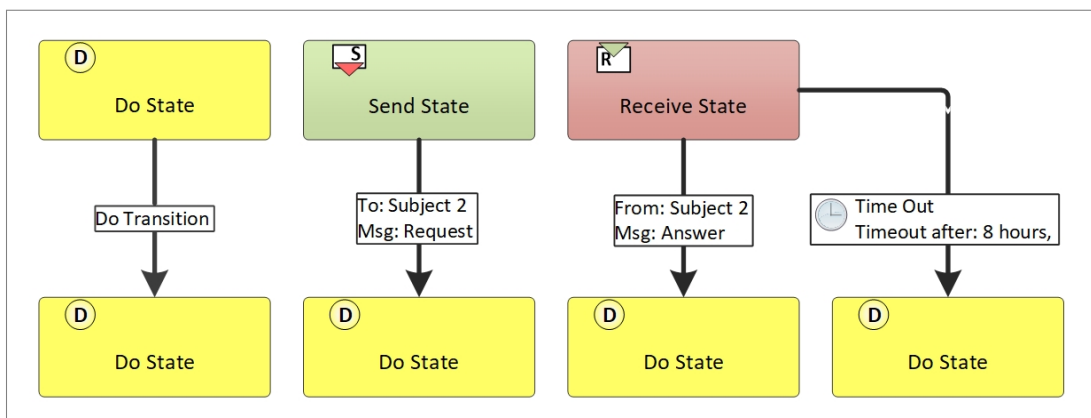 D
Do State
S
Send State
R
Receive State
Do Transition
To: Subject 2
Msg: Request
From: Subject 2
Msg: Answer
Time Out
Timeout after: 8 hours,
D
Do State
D
Do State
D
Do State
D
Do State